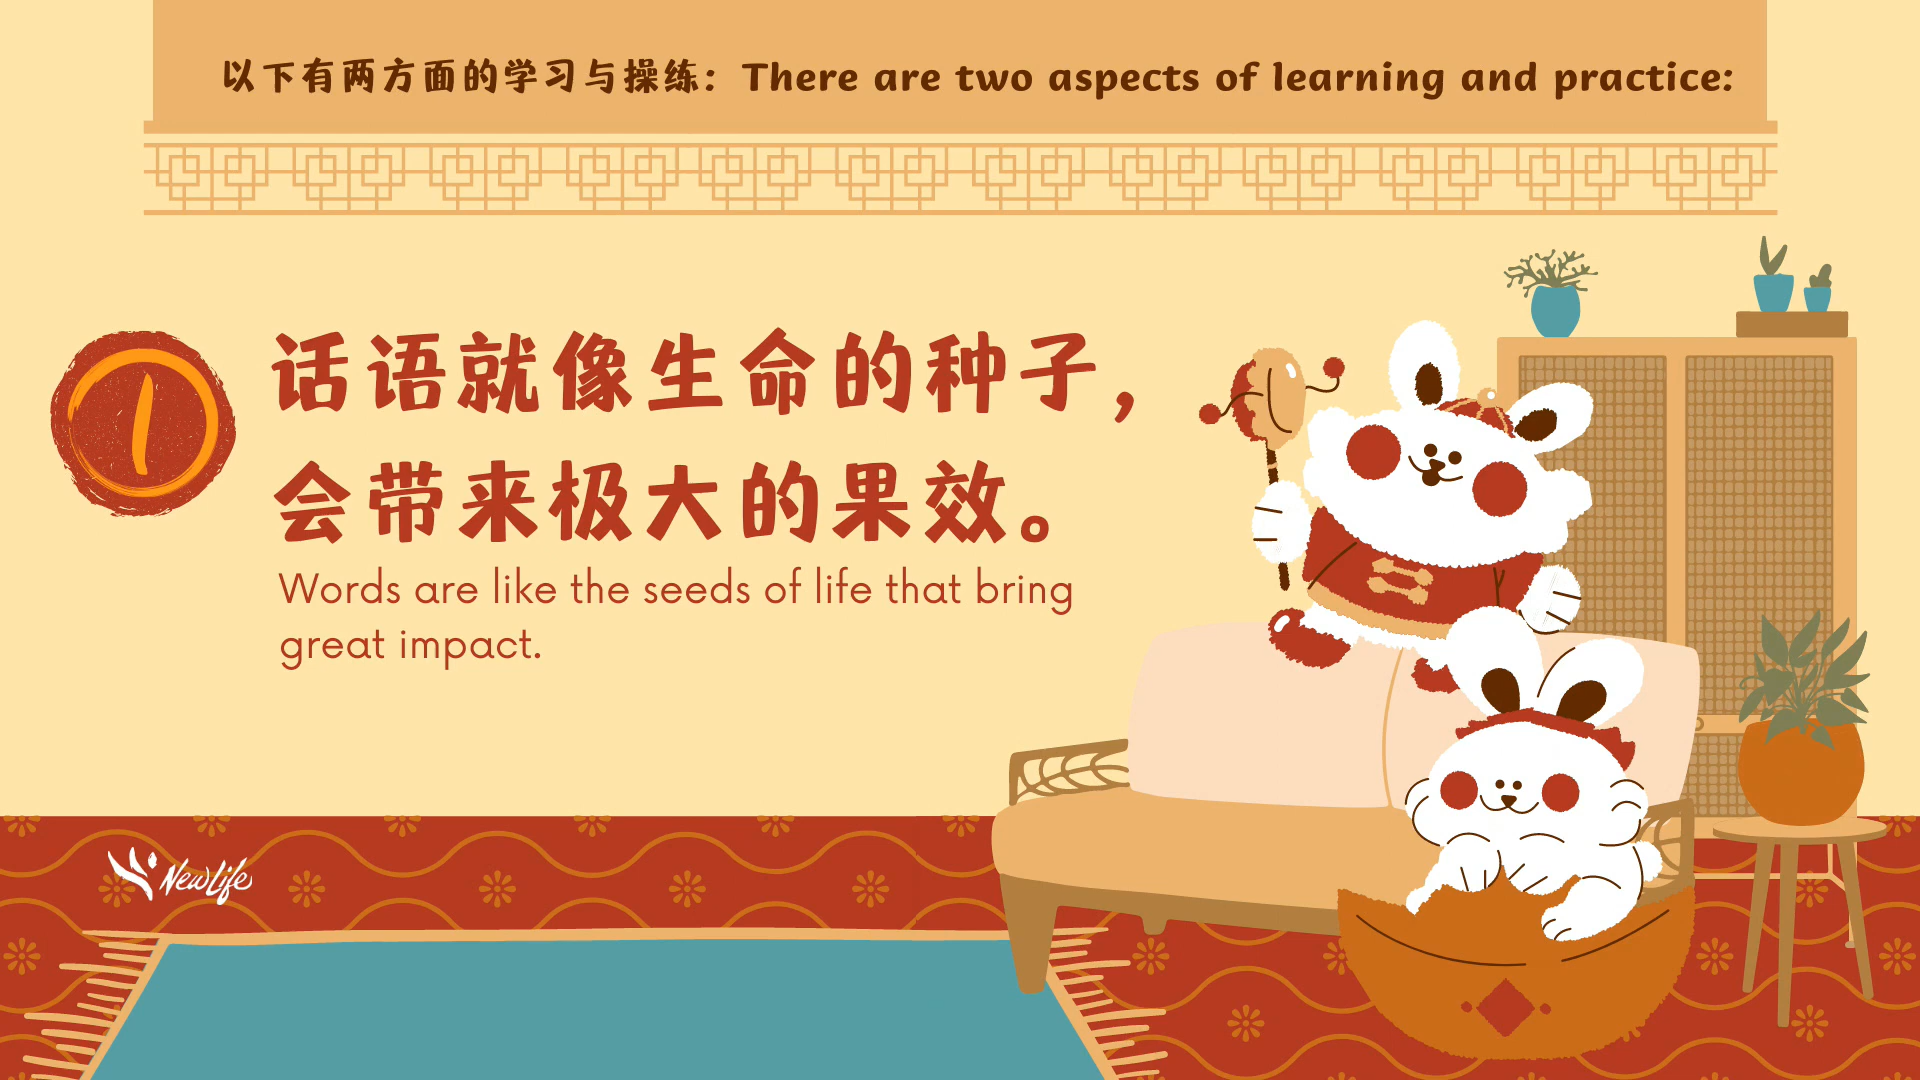 以下有两方面的学习与操练：There are two aspects of learning and practice:
1
话语就像生命的种子，
会带来极大的果效。
Words are like the seeds of life that bring
great impact.
NewLife